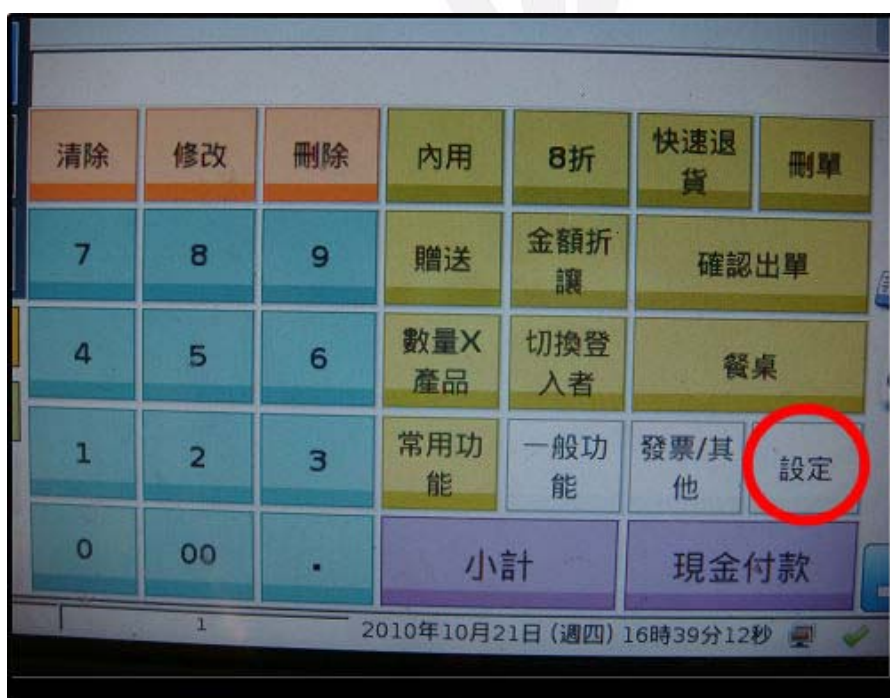 清除 修改 刪除 內用 8折 快速退貨 刪單
7 8 9 贈送 金額折讓 確認出單
4 5 6 數量X產品 切換登入者 餐桌
1 2 3 常用功能 一般功能 發票/其他 設定
0 00 . 小計 現金付款
1 2010年10月21日 (週四) 16時39分12秒